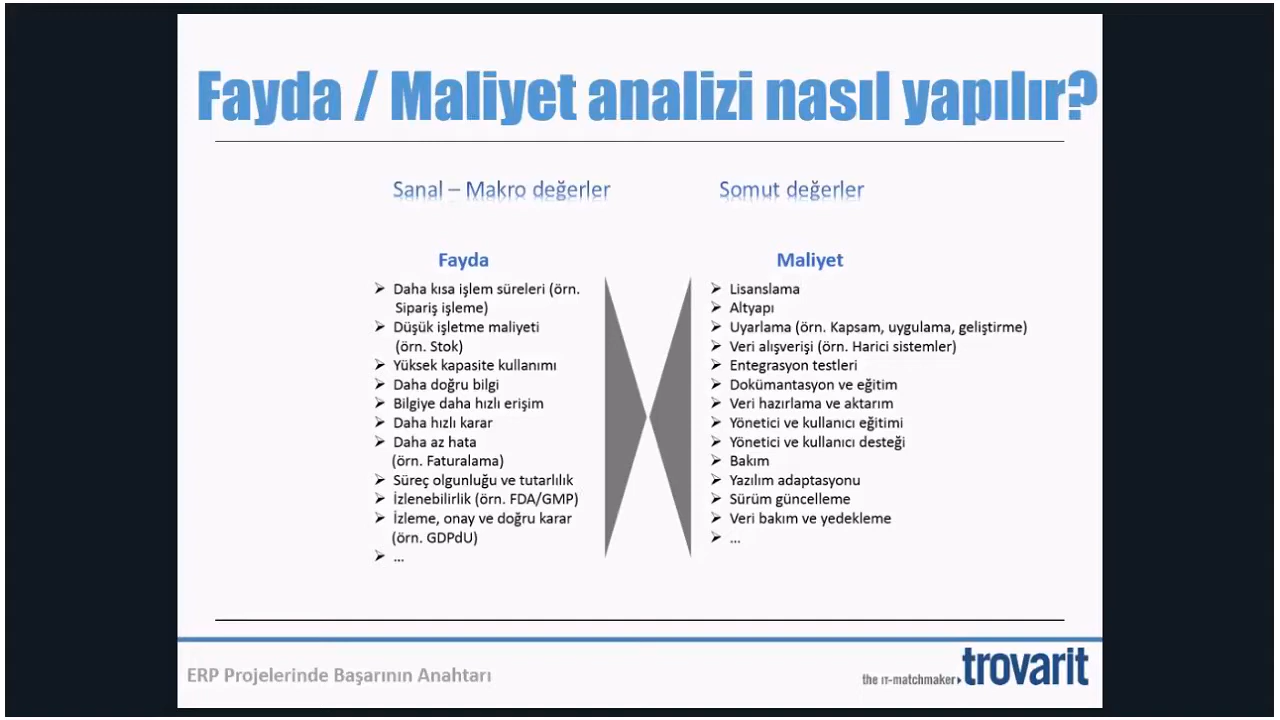 Fayda / Maliyet analizi nasıl yapılır?
Sanal – Makro değerler
Somut değerler
Fayda
➢ Daha kısa işlem süreleri (örn.
Sipariş işleme)
➢ Düşük işletme maliyeti
(örn. Stok)
➢ Yüksek kapasite kullanımı
➢ Daha doğru bilgi
➢ Bilgiye daha hızlı erişim
➢ Daha hızlı karar
➢ Daha az hata
(örn. Faturalama)
➢ Süreç olgunluğu ve tutarlılık
➢ İzlenebilirlik (örn. FDA/GMP)
➢ İzleme, onay ve doğru karar
(örn. GDPdU)
➢ ...
Maliyet
➢ Lisanslama
➢ Altyapı
➢ Uyarlama (örn. Kapsam, uygulama, geliştirme)
➢ Veri alışverişi (örn. Harici sistemler)
➢ Entegrasyon testleri
➢ Dokümantasyon ve eğitim
➢ Veri hazırlama ve aktarım
➢ Yönetici ve kullanıcı eğitimi
➢ Yönetici ve kullanıcı desteği
➢ Bakım
➢ Yazılım adaptasyonu
➢ Sürüm güncelleme
➢ Veri bakım ve yedekleme
➢ ...
ERP Projelerinde Başarının Anahtarı
the IT-matchmaker trovarit